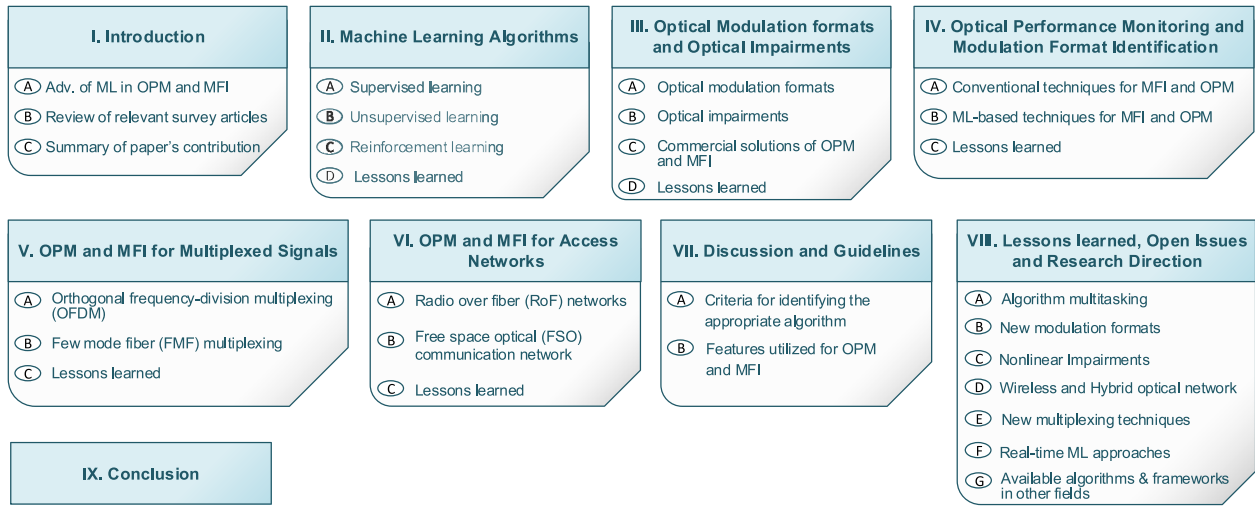 I. Introduction
A Adv. of ML in OPM and MFI
B Review of relevant survey articles
C Summary of paper's contribution
II. Machine Learning Algorithms
A Supervised learning
B Unsupervised learning
C Reinforcement learning
D Lessons learned
III. Optical Modulation formats
and Optical Impairments
A Optical modulation formats
B Optical impairments
C Commercial solutions of OPM
and MFI
D Lessons learned
IV. Optical Performance Monitoring and
Modulation Format Identification
A Conventional techniques for MFI and OPM
B ML-based techniques for MFI and OPM
C Lessons learned
V. OPM and MFI for Multiplexed Signals
A Orthogonal frequency-division multiplexing
(OFDM)
B Few mode fiber (FMF) multiplexing
C Lessons learned
VI. OPM and MFI for Access
Networks
A Radio over fiber (RoF) networks
B Free space optical (FSO)
communication network
C Lessons learned
VII. Discussion and Guidelines
A Criteria for identifying the
appropriate algorithm
B Features utilized for OPM
and MFI
VIII. Lessons learned, Open Issues
and Research Direction
A Algorithm multitasking
B New modulation formats
C Nonlinear Impairments
D Wireless and Hybrid optical network
E New multiplexing techniques
F Real-time ML approaches
G Available algorithms & frameworks
in other fields
IX. Conclusion